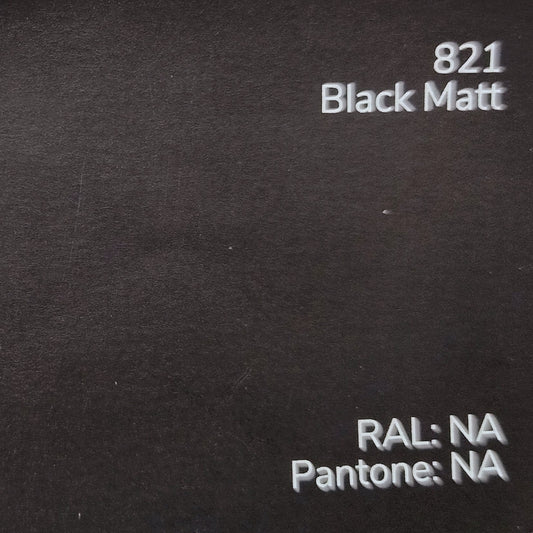 821
Black Matt
RAL: NA
Pantone: NA